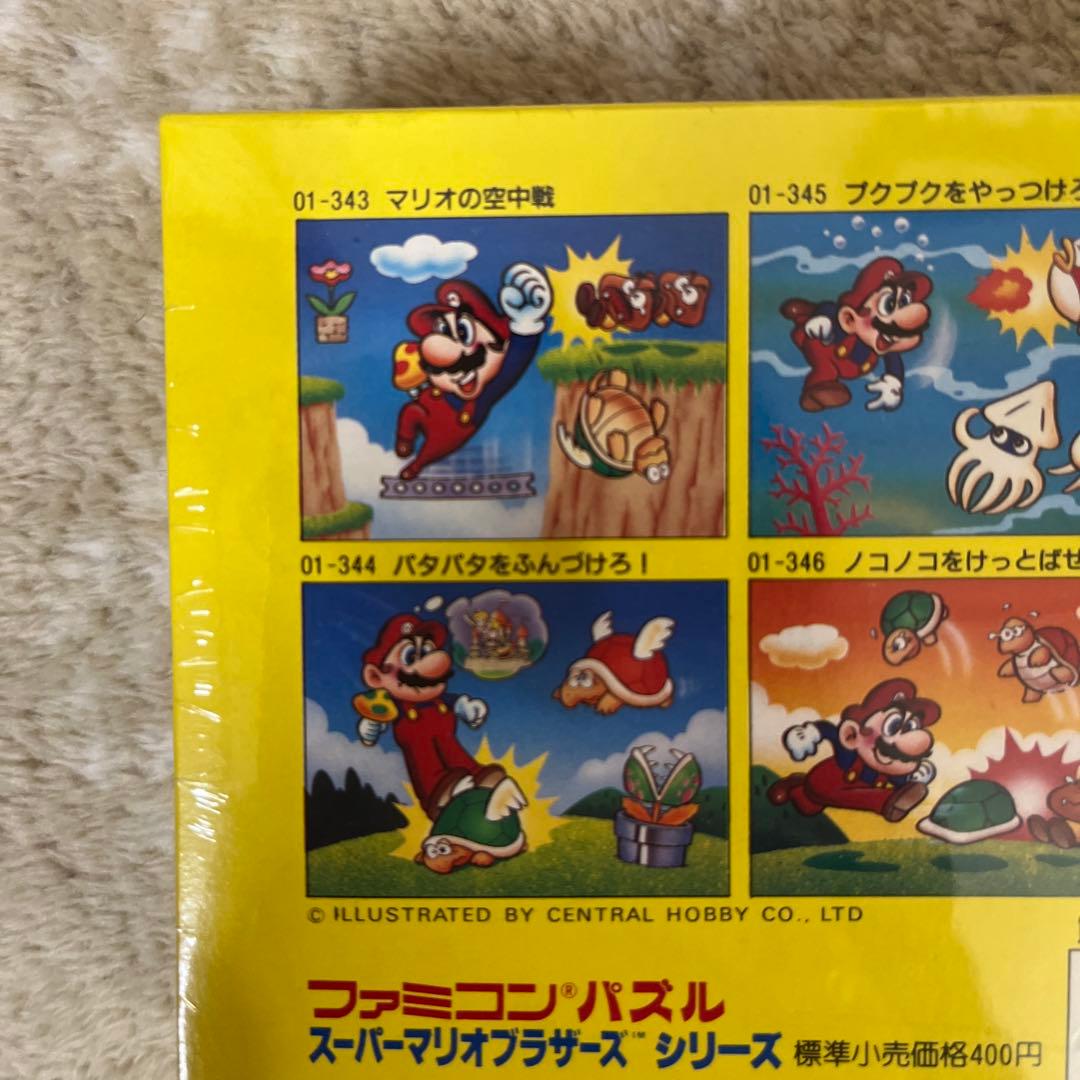 01-343 マリオの空中戦
01-345 プクプクをやっつけろ
01-344 パタパタをふんづけろ！
01-346 ノコノコをけっとばせ
© ILLUSTRATED BY CENTRAL HOBBY CO., LTD
ファミコン®パズル
スーパーマリオブラザーズ™ シリーズ 標準小売価格400円